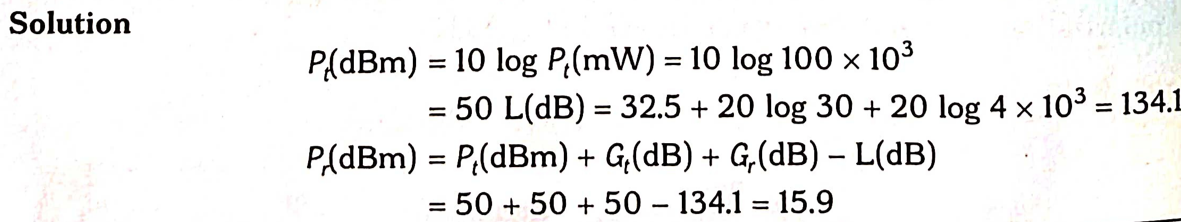 Solution
Pₜ(dBm) = 10 log Pₜ(mW) = 10 log 100 × 10³
= 50 L(dB) = 32.5 + 20 log 30 + 20 log 4 × 10³ = 134.1
Pᵣ(dBm) = Pₜ(dBm) + Gₜ(dB) + Gᵣ(dB) – L(dB)
= 50 + 50 + 50 – 134.1 = 15.9